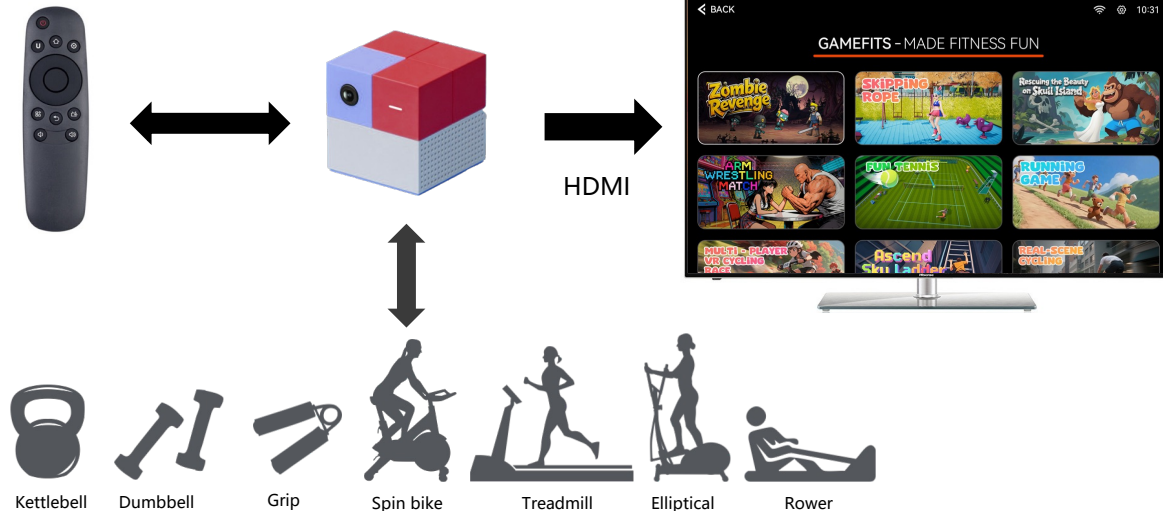 BACK
10:31
GAMEFITS - MADE FITNESS FUN
Zombie
Revenge
SKIPPING
ROPE
Rescuing the Beauty
on Skull Island
ARM
WRESTLING
MATCH
FUN TENNIS
RUNNING
GAME
MULTI - PLAYER
VR CYCLING
RACE
Ascend
Sky Ladder
REAL-SCENE
CYCLING
Hisense
HDMI
Kettlebell
Dumbbell
Grip
Spin bike
Treadmill
Elliptical
Rower